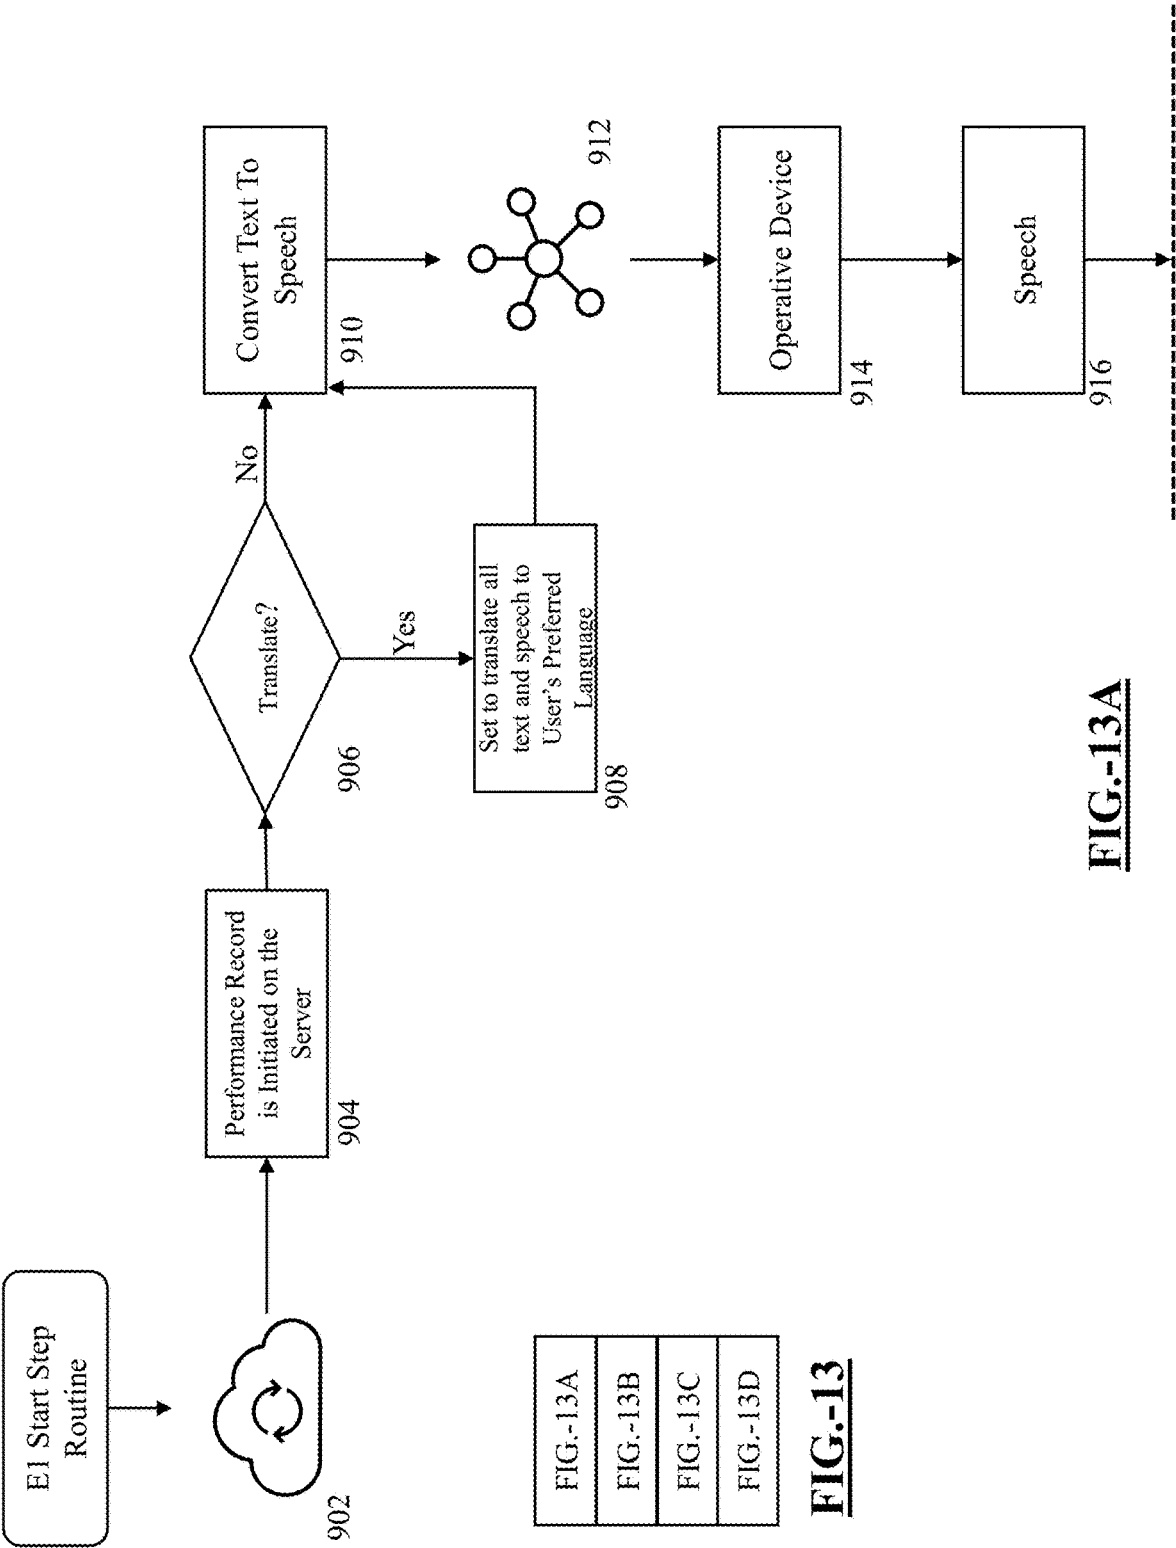 E1 Start Step
Routine
902
Performance Record
is Initiated on the
Server
904
Translate?
906
No
Yes
Set to translate all
text and speech to
User's Preferred
Language
908
Convert Text To
Speech
910
912
Operative Device
914
Speech
916
FIG.-13A
FIG.-13B
FIG.-13C
FIG.-13D
FIG.-13
FIG.-13A